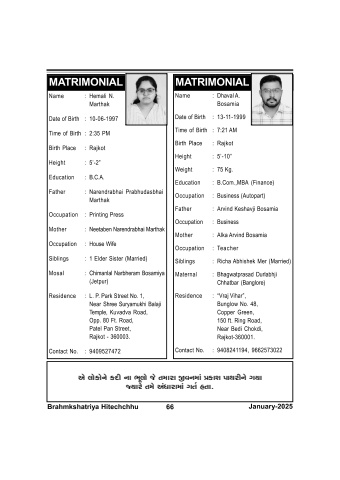 MATRIMONIAL
Name : Hemali N.
Marthak
Date of Birth : 10-06-1997
Time of Birth : 2:35 PM
Birth Place : Rajkot
Height : 5'-2"
Education : B.C.A.
Father : Narendrabhai Prabhudasbhai
Marthak
Occupation : Printing Press
Mother : Neetaben Narendrabhai Marthak
Occupation : House Wife
Siblings : 1 Elder Sister (Married)
Mosal : Chimanlal Narbheram Bosamiya
(Jetpur)
Residence : L. P. Park Street No. 1,
Near Shree Suryamukhi Balaji
Temple, Kuvadva Road,
Opp. 80 Ft. Road,
Patel Pan Street,
Rajkot - 360003.
Contact No. : 9409527472
MATRIMONIAL
Name : Dhaval A.
Bosamia
Date of Birth : 13-11-1999
Time of Birth : 7:21 AM
Birth Place : Rajkot
Height : 5'-10"
Weight : 75 Kg.
Education : B.Com.,MBA (Finance)
Occupation : Business (Autopart)
Father : Arvind Keshavji Bosamia
Occupation : Business
Mother : Alka Arvind Bosamia
Occupation : Teacher
Siblings : Richa Abhishek Mer (Married)
Maternal : Bhagwatprasad Durlabhji
Chhatbar (Banglore)
Residence : "Vraj Vihar",
Bunglow No. 48,
Copper Green,
150 ft. Ring Road,
Near Bedi Chokdi,
Rajkot-360001.
Contact No. : 9408241194, 9662573022
એ લોકોને કદી ના ભૂલો જે તમારા જીવનમાં પ્રકાશ પાથરીને ગયા
જ્યારે તમે અંધારામાં ગર્ત હતા.
Brahmkshatriya Hitechchhu 66 January-2025